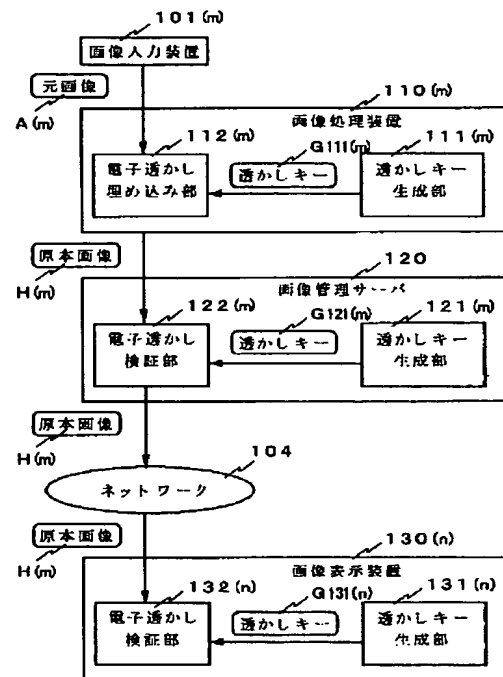 101(m)
画像入力装置
元画像
A(m)
110(m)
画像処理装置
112(m)
G111(m)
111(m)
電子透かし
埋め込み部
透かしキー
透かしキー
生成部
原本画像
H(m)
120
画像管理サーバ
122(m)
G121(m)
121(m)
電子透かし
検証部
透かしキー
透かしキー
生成部
原本画像
H(m)
104
ネットワーク
原本画像
H(m)
130(n)
画像表示装置
132(n)
G131(n)
131(n)
電子透かし
検証部
透かしキー
透かしキー
生成部